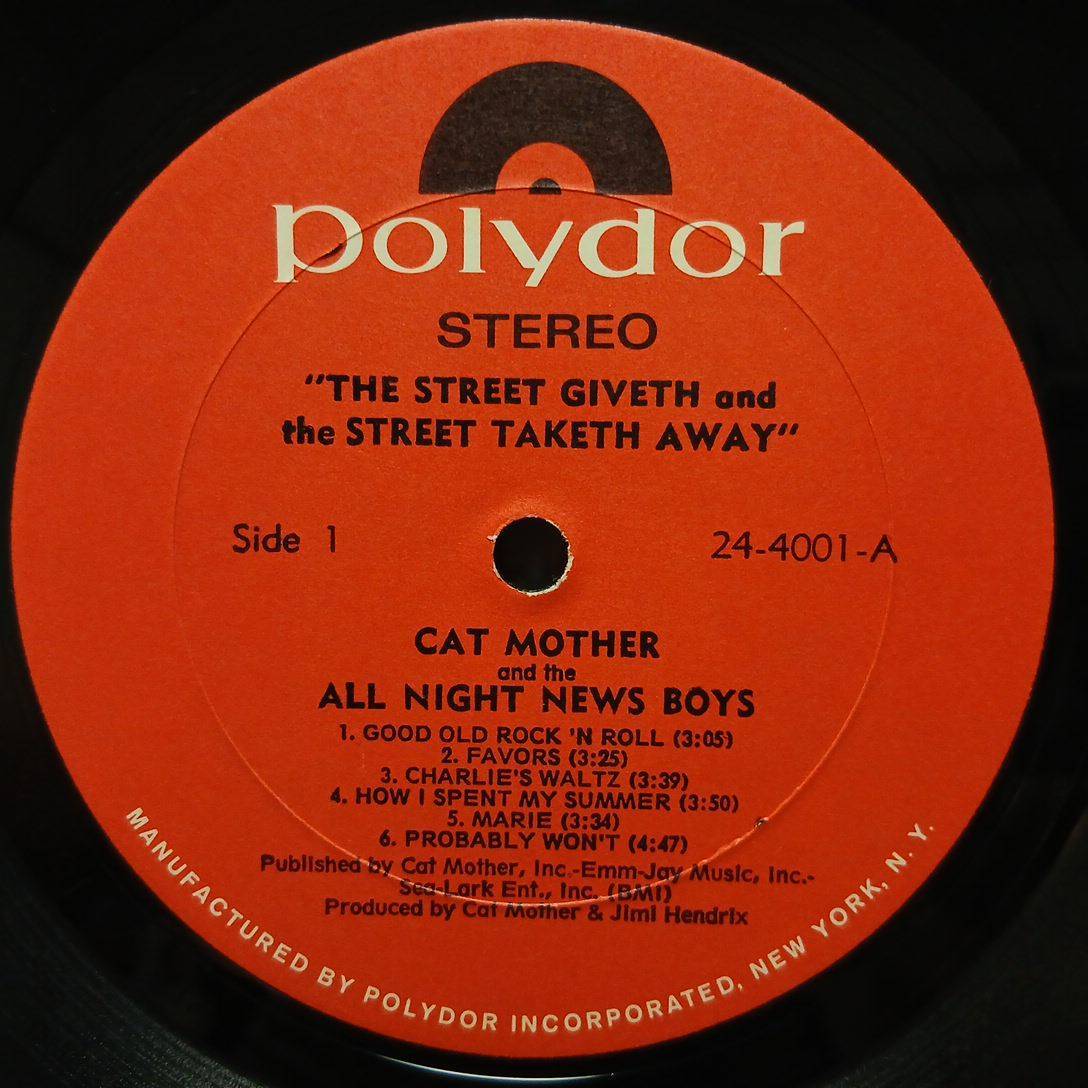 polydor
STEREO
"THE STREET GIVETH and
the STREET TAKETH AWAY"
Side 1
24-4001-A
CAT MOTHER
and the
ALL NIGHT NEWS BOYS
1. GOOD OLD ROCK 'N ROLL (3:05)
2. FAVORS (3:25)
3. CHARLIE'S WALTZ (3:39)
4. HOW I SPENT MY SUMMER (3:50)
5. MARIE (3:34)
6. PROBABLY WON'T (4:47)
Published by Cat Mother, Inc.-Emm-Jay Music, Inc.-
Sea-Lark Ent., Inc. (BMI)
Produced by Cat Mother & Jimi Hendrix
MANUFACTURED BY POLYDOR INCORPORATED, NEW YORK, N. Y.